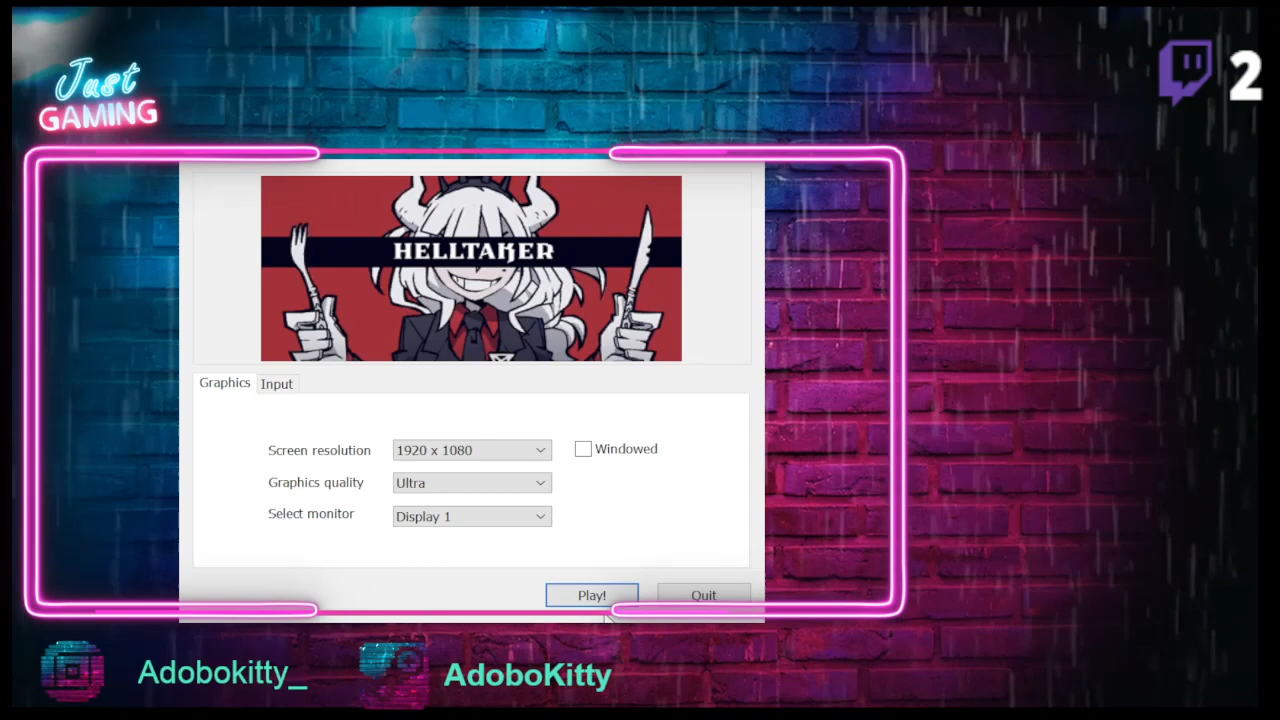 Just
GAMING
2
HELLTAKER
Graphics
Input
Screen resolution
1920 x 1080
Windowed
Graphics quality
Ultra
Select monitor
Display 1
Play!
Quit
Adobokitty_
AdoboKitty